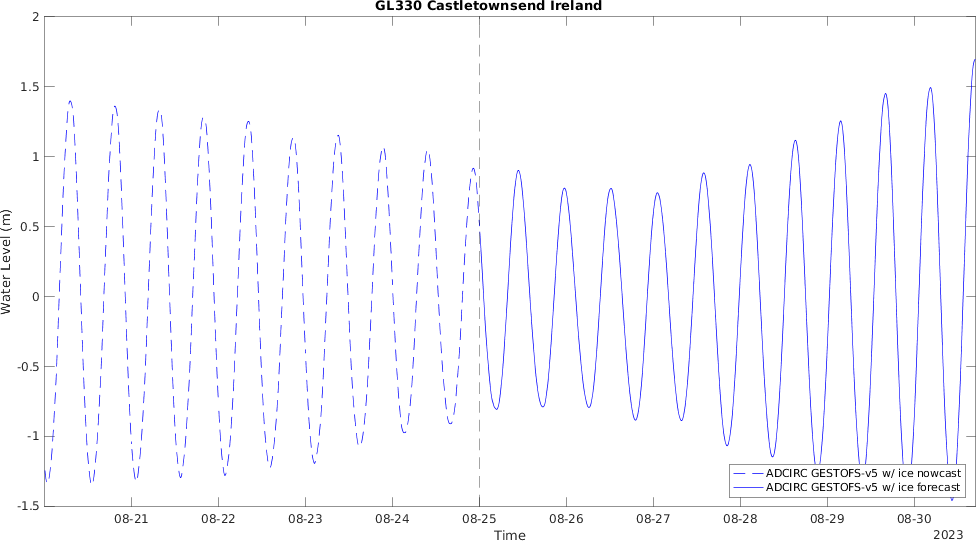 GL330 Castletownsend Ireland
2
1.5
1
0.5
0
-0.5
-1
-1.5
Water Level (m)
ADCIRC GESTOFS-v5 w/ ice nowcast
ADCIRC GESTOFS-v5 w/ ice forecast
08-21 08-22 08-23 08-24 08-25 08-26 08-27 08-28 08-29 08-30
Time
2023